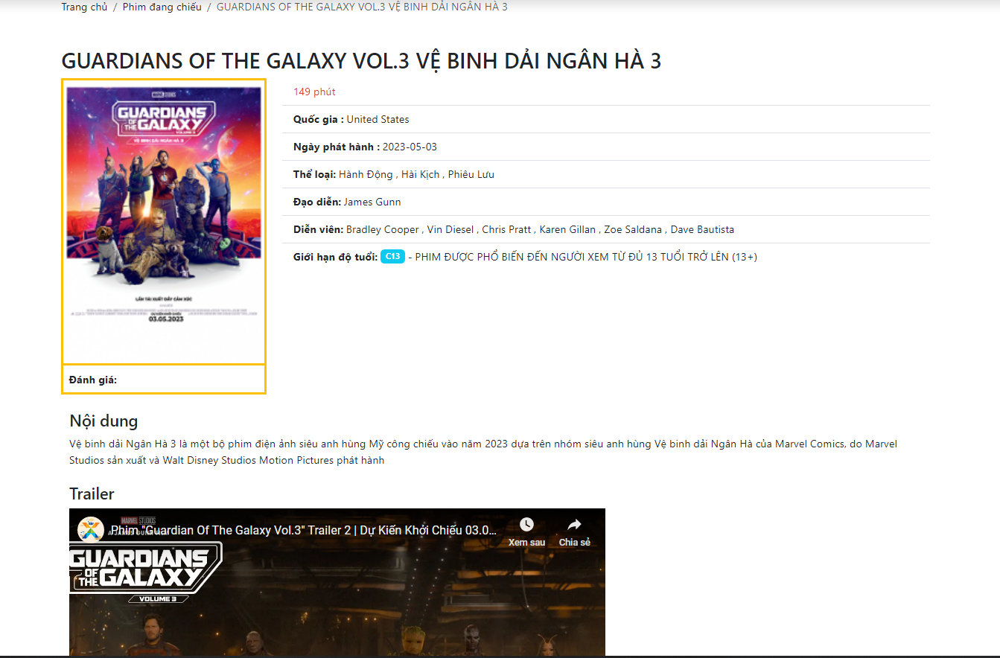 Trang chủ / Phim đang chiếu / GUARDIANS OF THE GALAXY VOL.3 VỆ BINH DẢI NGÂN HÀ 3
GUARDIANS OF THE GALAXY VOL.3 VỆ BINH DẢI NGÂN HÀ 3
MARVEL STUDIOS
GUARDIANS
OF THE
GALAXY
VOLUME 3
VỆ BINH DẢI NGÂN HÀ 3
LẦN TÁI XUẤT ĐẦY CẢM XÚC
DỰ KIẾN KHỞI CHIẾU
03.05.2023
Đánh giá:
149 phút
Quốc gia : United States
Ngày phát hành : 2023-05-03
Thể loại: Hành Động , Hài Kịch , Phiêu Lưu
Đạo diễn: James Gunn
Diễn viên: Bradley Cooper , Vin Diesel , Chris Pratt , Karen Gillan , Zoe Saldana , Dave Bautista
Giới hạn độ tuổi: C13 - PHIM ĐƯỢC PHỔ BIẾN ĐẾN NGƯỜI XEM TỪ ĐỦ 13 TUỔI TRỞ LÊN (13+)
Nội dung
Vệ binh dải Ngân Hà 3 là một bộ phim điện ảnh siêu anh hùng Mỹ công chiếu vào năm 2023 dựa trên nhóm siêu anh hùng Vệ binh dải Ngân Hà của Marvel Comics, do Marvel
Studios sản xuất và Walt Disney Studios Motion Pictures phát hành
Trailer
MARVEL STUDIOS
Phim "Guardian Of The Galaxy Vol.3" Trailer 2 | Dự Kiến Khởi Chiếu 03.0...
Xem sau
Chia sẻ
GUARDIANS
OF THE
GALAXY
VOLUME 3